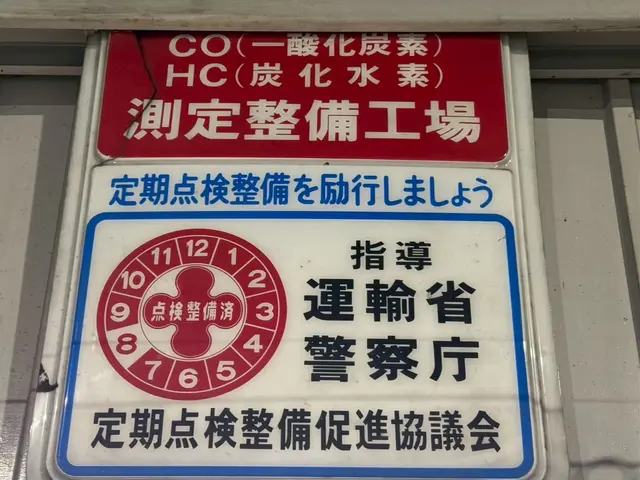 CO(一酸化炭素)
HC(炭化水素)
測定整備工場
定期点検整備を励行しましょう
12
1
2
3
4
5
6
7
8
9
10
11
点検整備済
指導
運輸省
警察庁
定期点検整備促進協議会